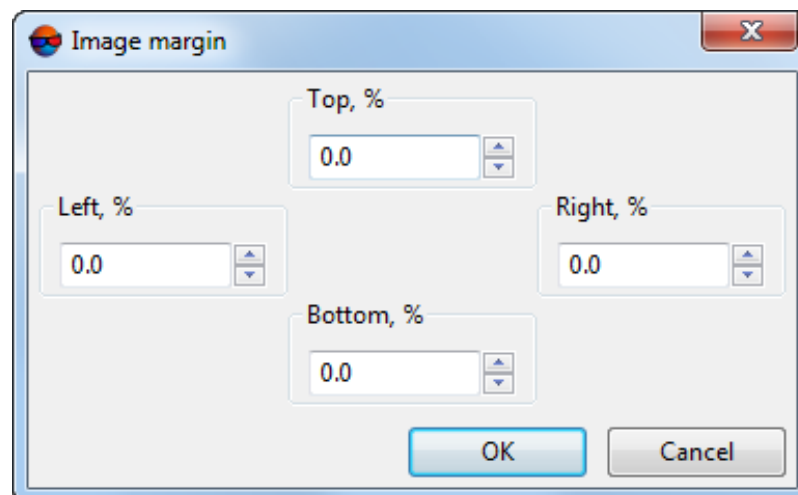 Image margin
Top, %
0.0
Left, %
Right, %
0.0
0.0
Bottom, %
0.0
OK
Cancel